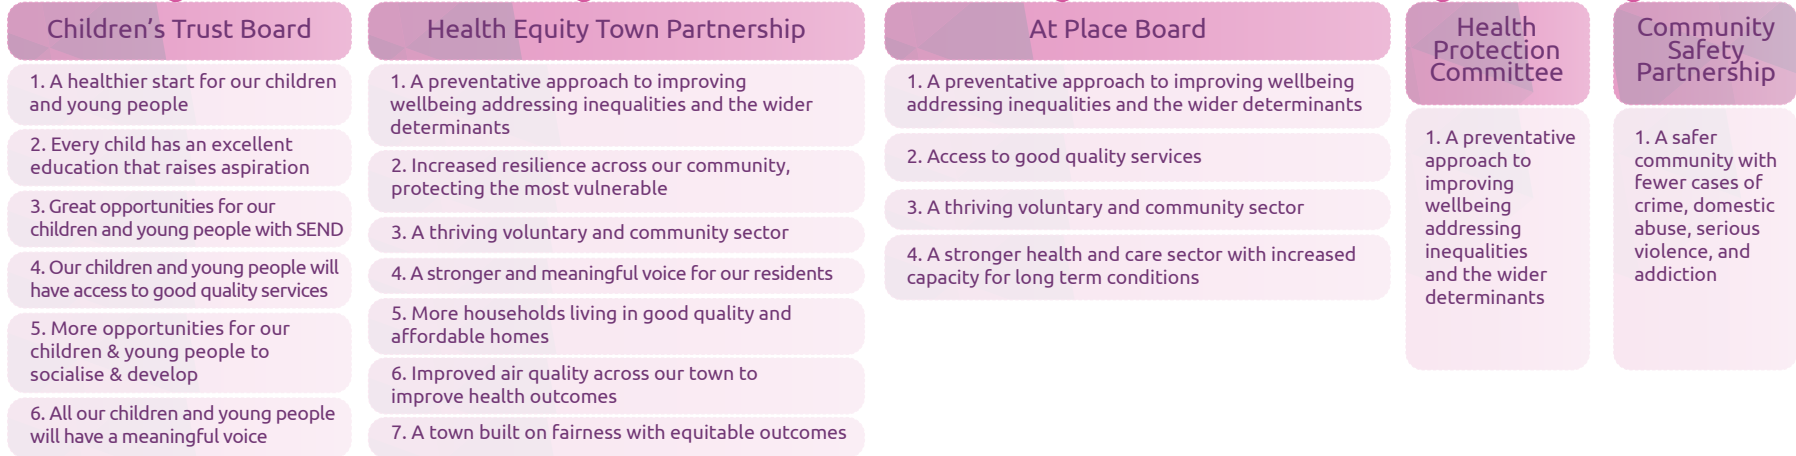 Children's Trust Board
1. A healthier start for our children
and young people
2. Every child has an excellent
education that raises aspiration
3. Great opportunities for our
children and young people with SEND
4. Our children and young people will
have access to good quality services
5. More opportunities for our
children & young people to
socialise & develop
6. All our children and young people
will have a meaningful voice
Health Equity Town Partnership
1. A preventative approach to improving
wellbeing addressing inequalities and the wider
determinants
2. Increased resilience across our community,
protecting the most vulnerable
3. A thriving voluntary and community sector
4. A stronger and meaningful voice for our residents
5. More households living in good quality and
affordable homes
6. Improved air quality across our town to
improve health outcomes
7. A town built on fairness with equitable outcomes
At Place Board
1. A preventative approach to improving wellbeing
addressing inequalities and the wider determinants
2. Access to good quality services
3. A thriving voluntary and community sector
4. A stronger health and care sector with increased
capacity for long term conditions
Health
Protection
Committee
1. A preventative
approach to
improving
wellbeing
addressing
inequalities
and the wider
determinants
Community
Safety
Partnership
1. A safer
community with
fewer cases of
crime, domestic
abuse, serious
violence, and
addiction